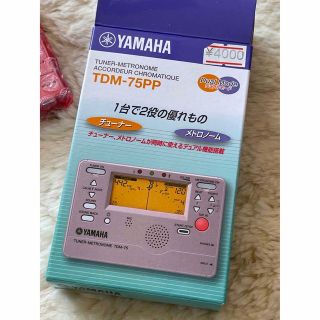 YAMAHA
¥4000
TUNER-METRONOME
ACCORDEUR CHROMATIQUE
TDM-75PP
1台で2役の優れもの
チューナー
メトロノーム
チューナー、メトロノームが同時に使えるデュアル機能搭載
YAMAHA
TUNER-METRONOME TDM-75